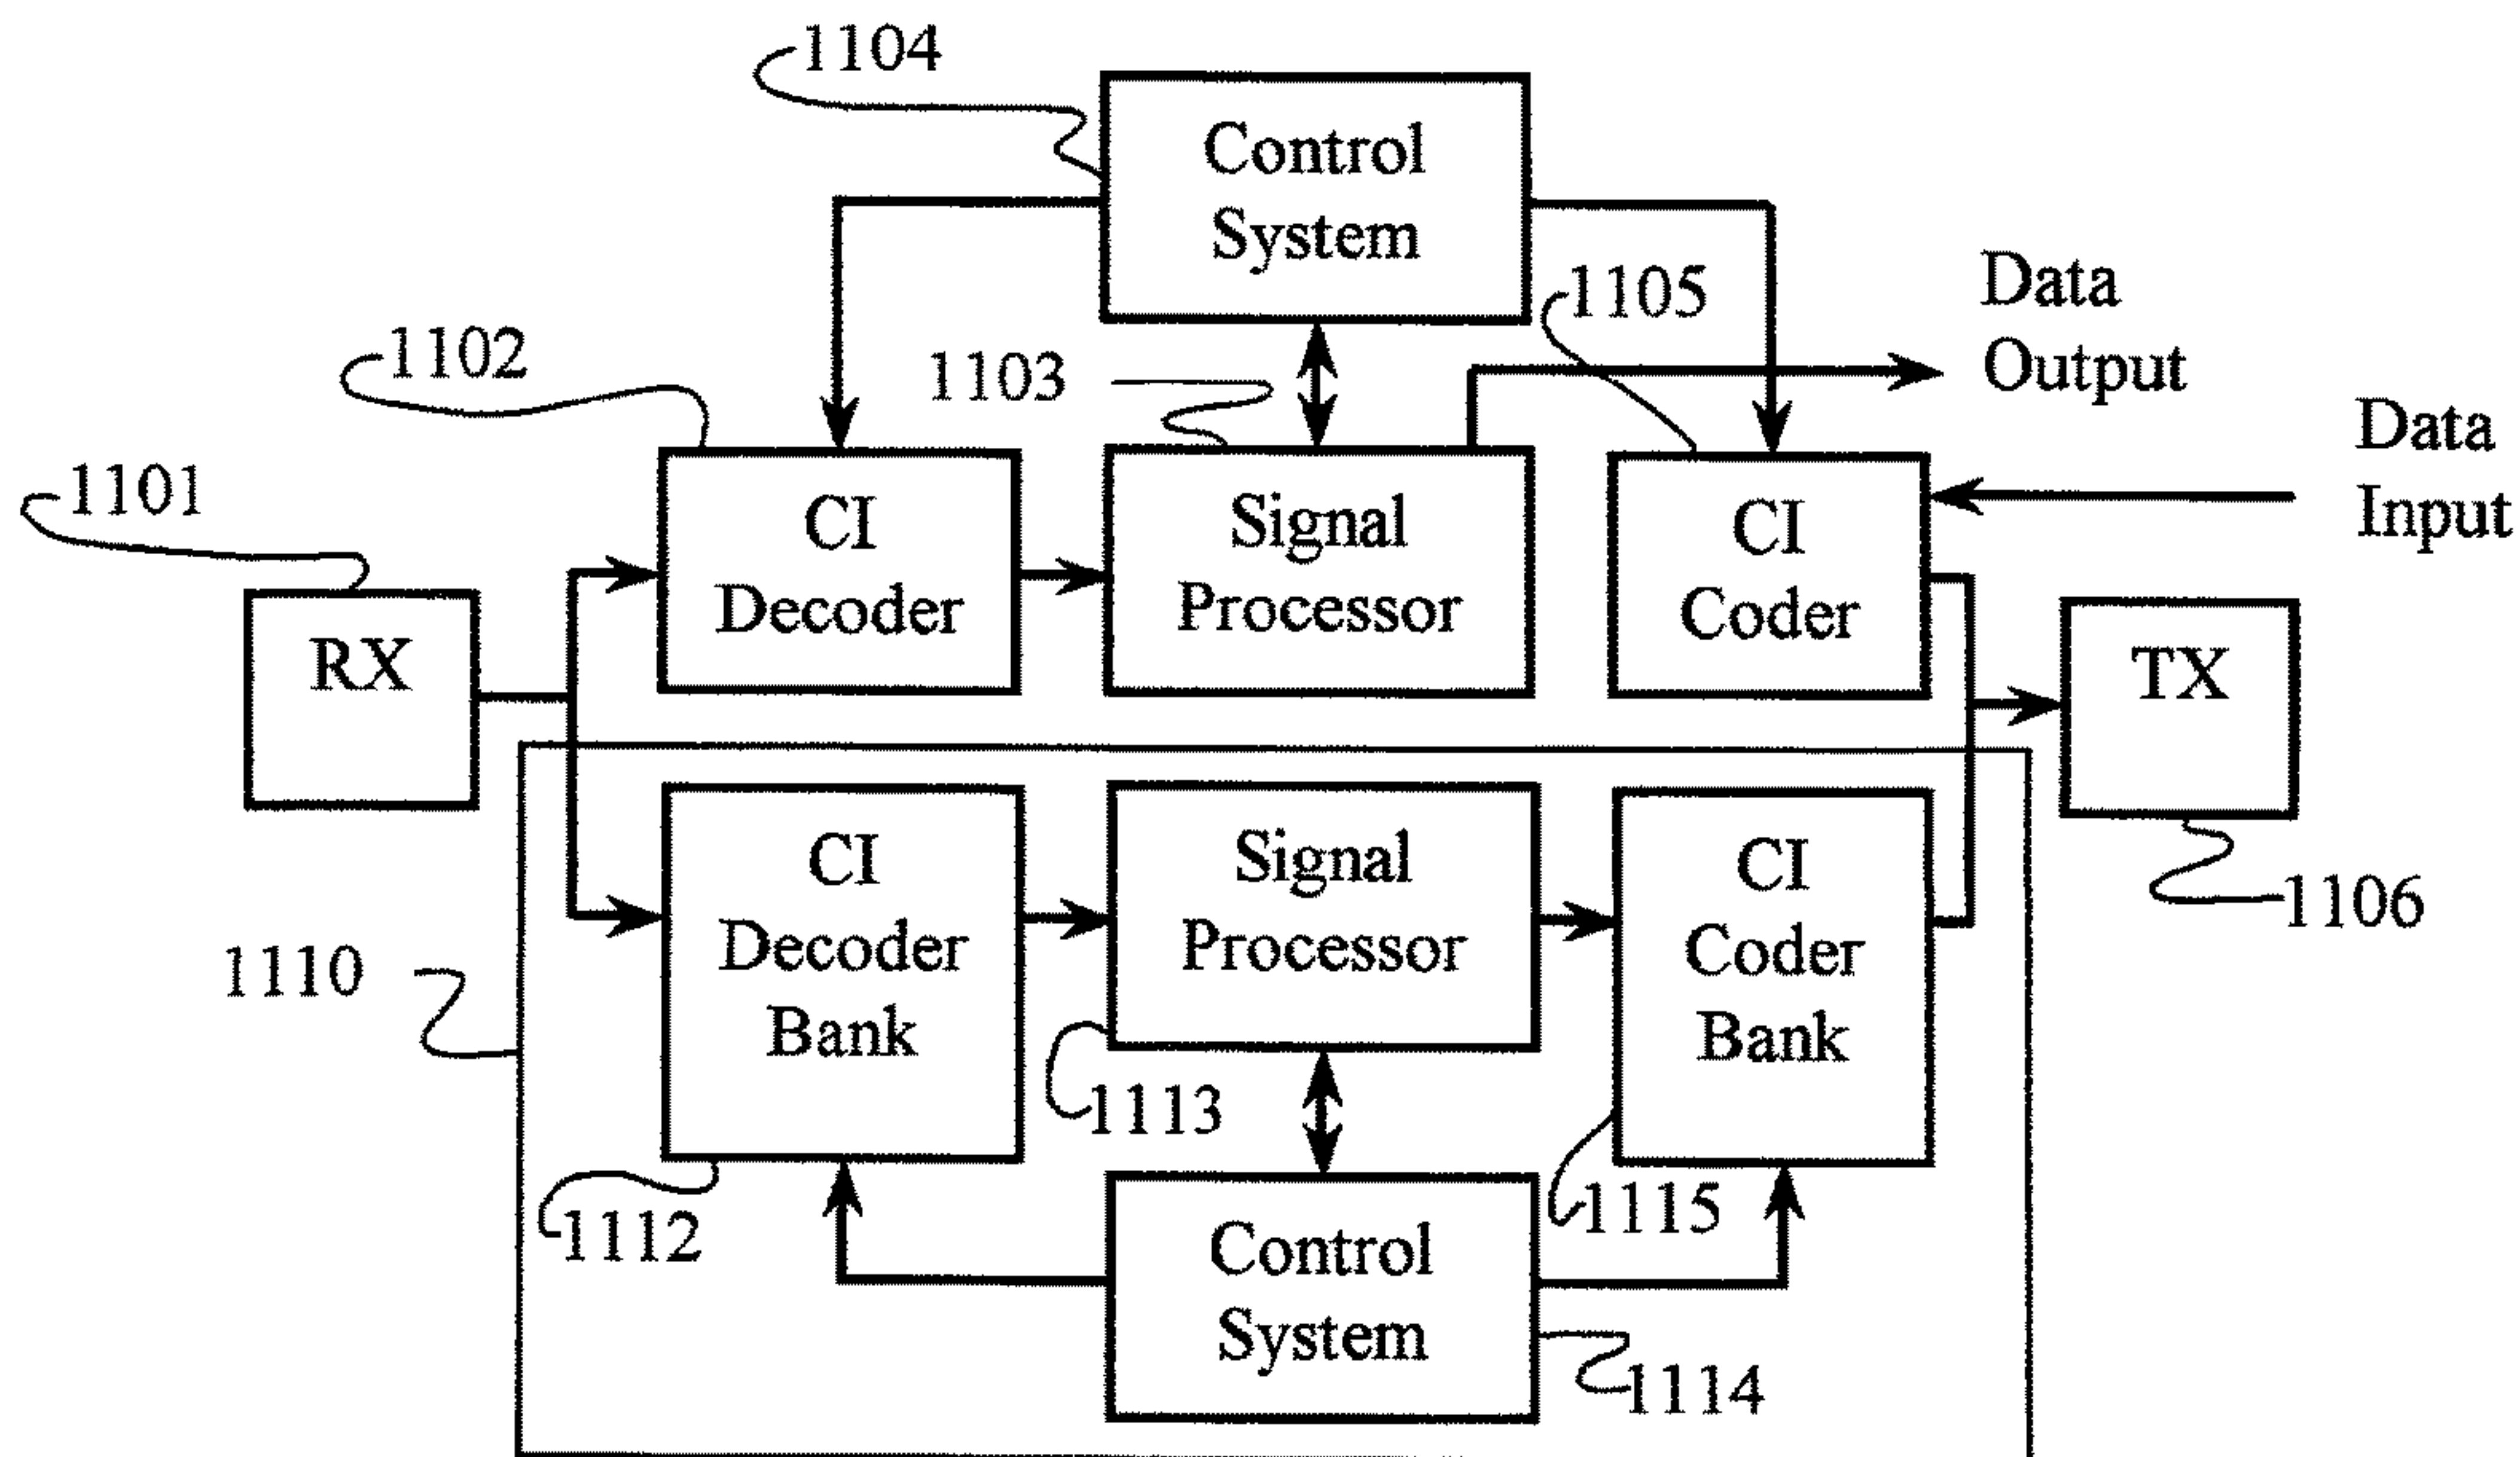 1104
Control
System
1105
Data
Output
1102
1103
Data
Input
1101
CI
Decoder
Signal
Processor
CI
Coder
RX
TX
CI
Decoder
Bank
Signal
Processor
CI
Coder
Bank
1106
1110
1113
1112
1115
Control
System
1114